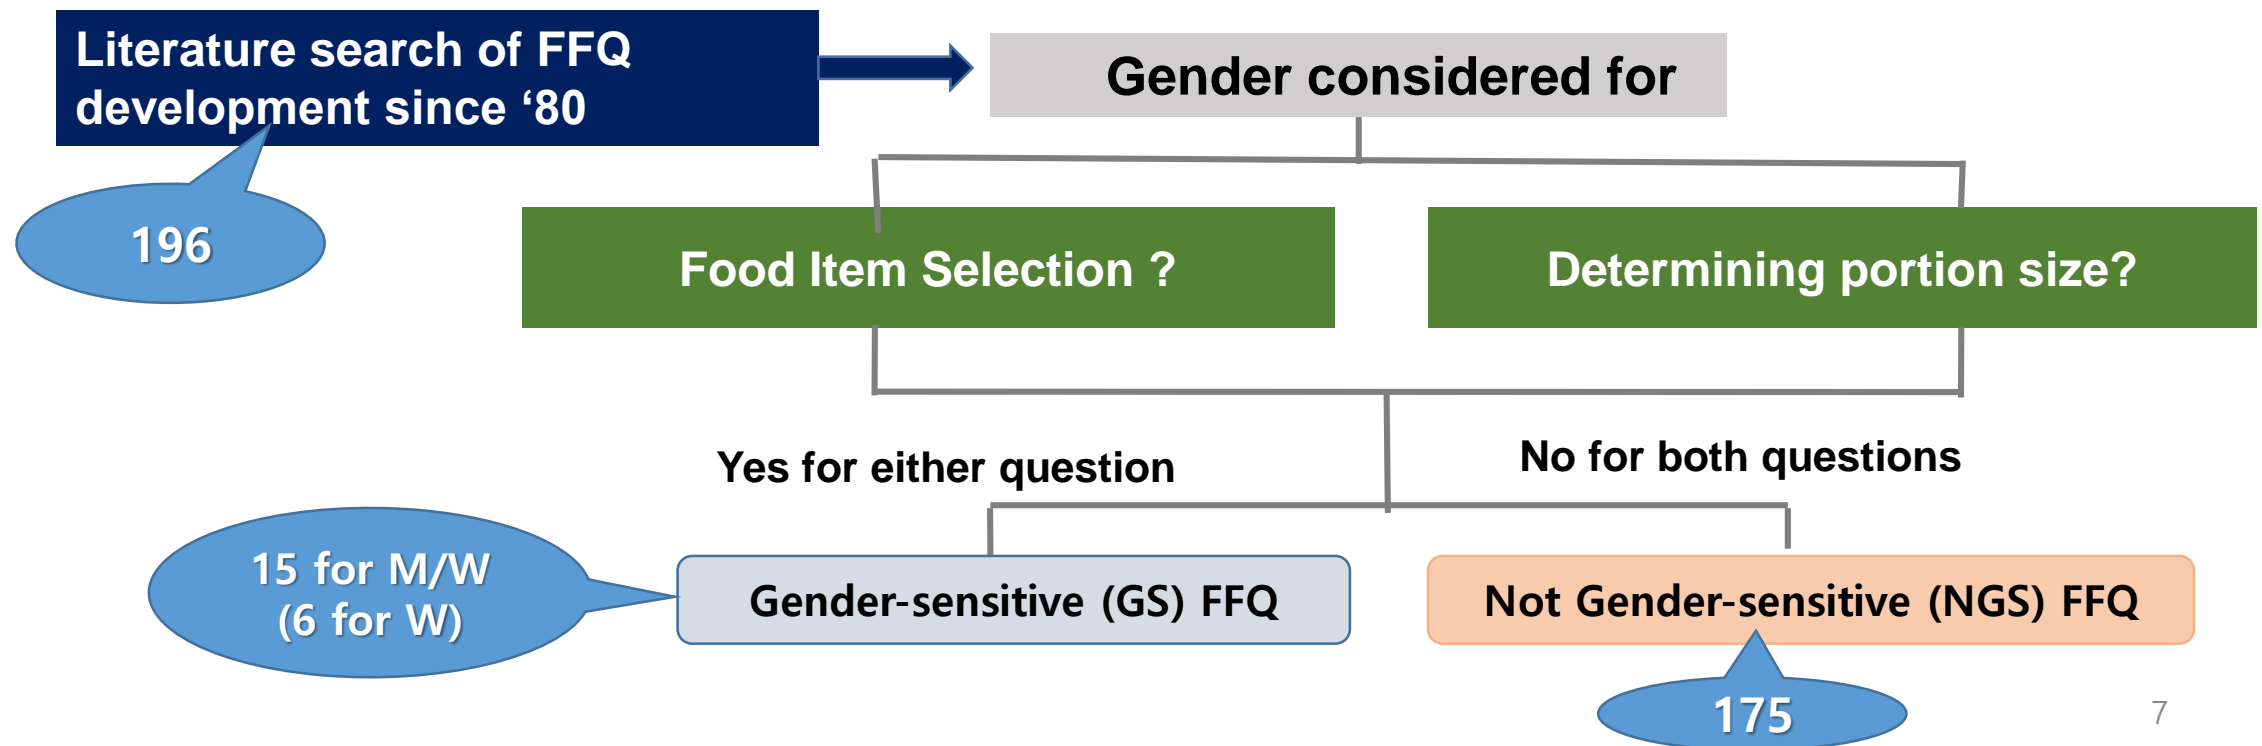 Literature search of FFQ
development since ‘80
Gender considered for
196
Food Item Selection ?
Determining portion size?
Yes for either question
No for both questions
15 for M/W
(6 for W)
Gender-sensitive (GS) FFQ
Not Gender-sensitive (NGS) FFQ
175
7